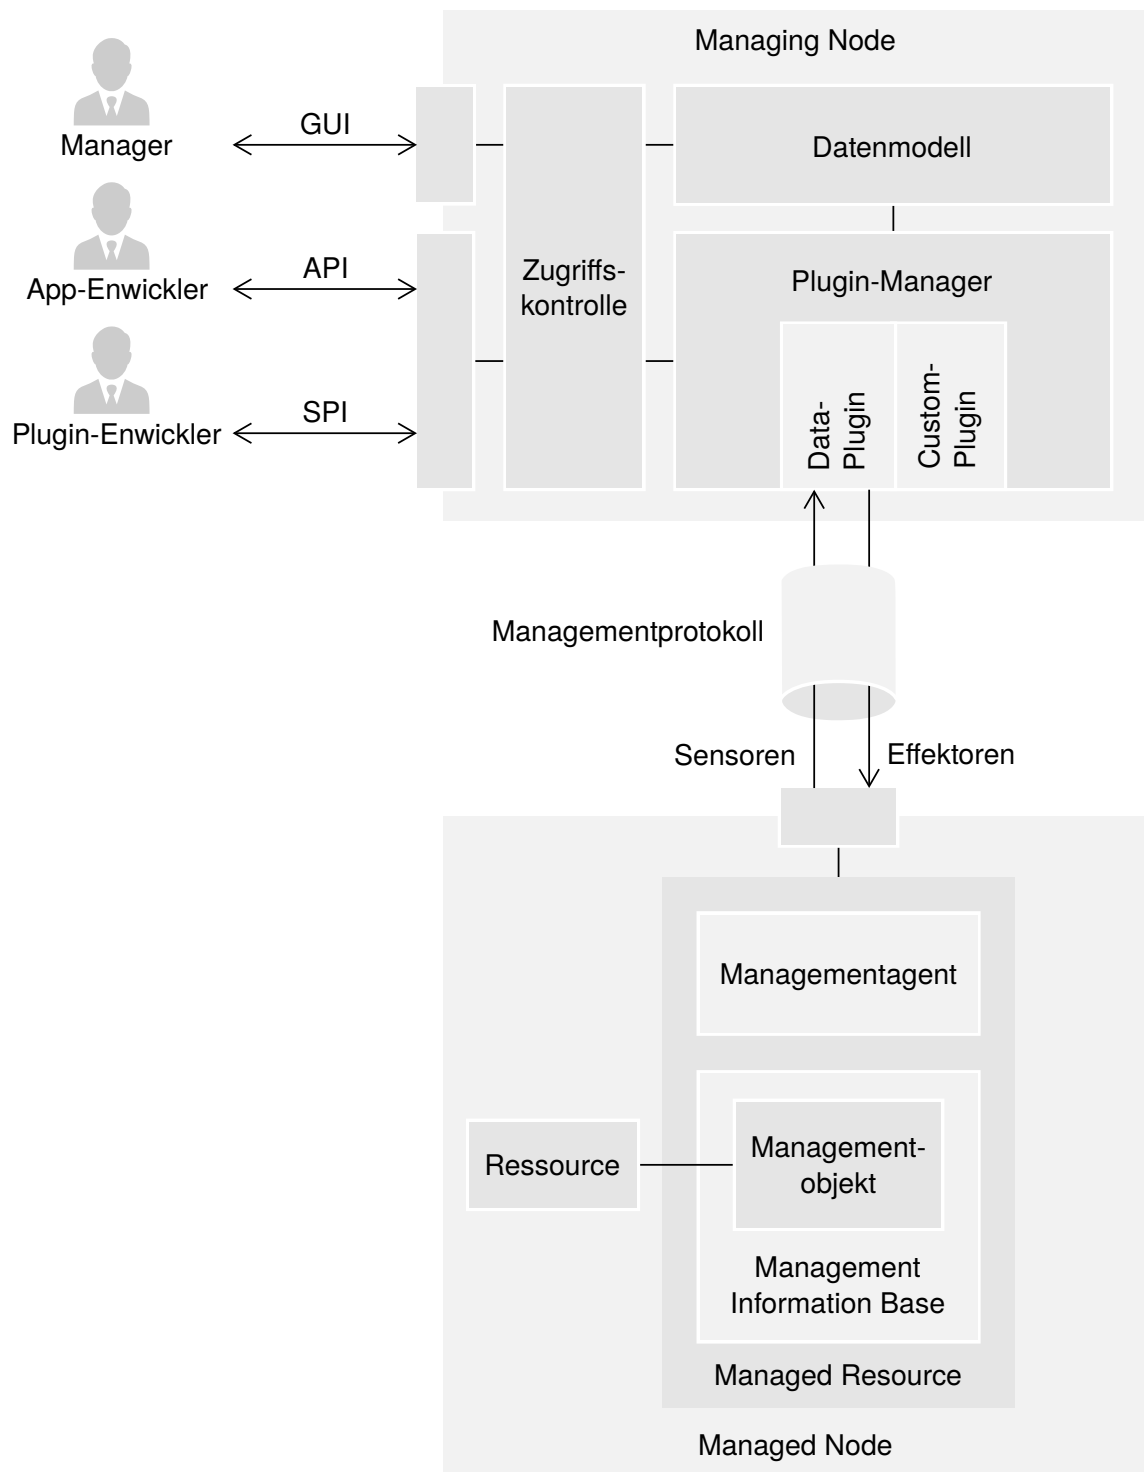 Managing Node
Manager
GUI
Datenmodell
App-Enwickler
API
Zugriffs-
kontrolle
Plugin-Manager
Plugin-Enwickler
SPI
Data-
Plugin
Custom-
Plugin
Managementprotokoll
Sensoren
Effektoren
Managementagent
Ressource
Management-
objekt
Management
Information Base
Managed Resource
Managed Node